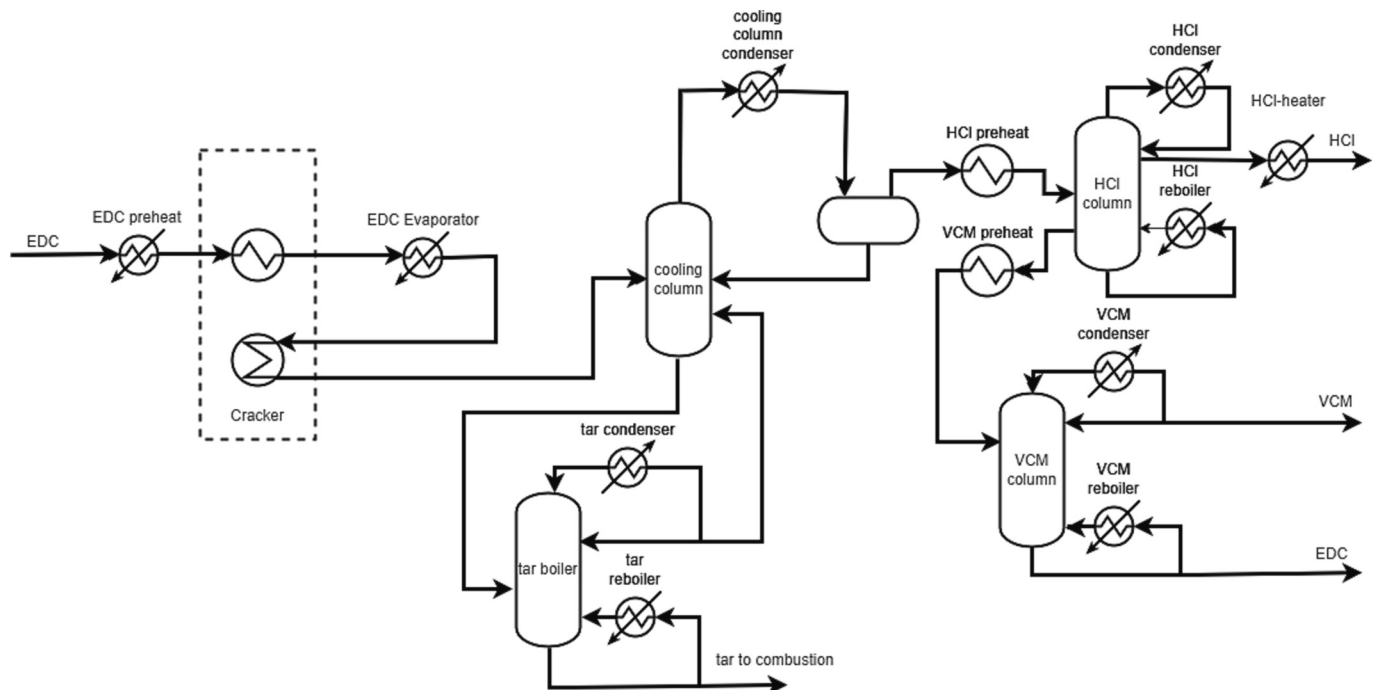 cooling
column
condenser
HCl
condenser
HCl-heater
HCl
HCl preheat
HCl
reboiler
HCl
column
EDC preheat
EDC
EDC Evaporator
VCM preheat
cooling
column
VCM
condenser
Cracker
VCM
tar condenser
VCM
column
VCM
reboiler
EDC
tar boiler
tar
reboiler
tar to combustion